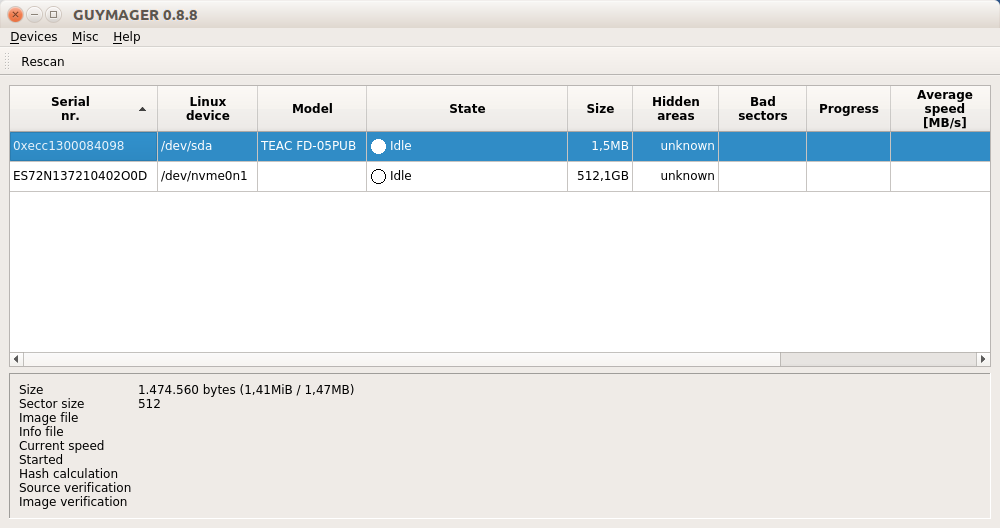 GUYMAGER 0.8.8
Devices Misc Help
Rescan
Serial nr. Linux device Model State Size Hidden areas Bad sectors Progress Average speed [MB/s]
0xecc1300084098 /dev/sda TEAC FD-05PUB Idle 1,5MB unknown
ES72N137210402O0D /dev/nvme0n1 Idle 512,1GB unknown
Size 1.474.560 bytes (1,41MiB / 1,47MB)
Sector size 512
Image file
Info file
Current speed
Started
Hash calculation
Source verification
Image verification